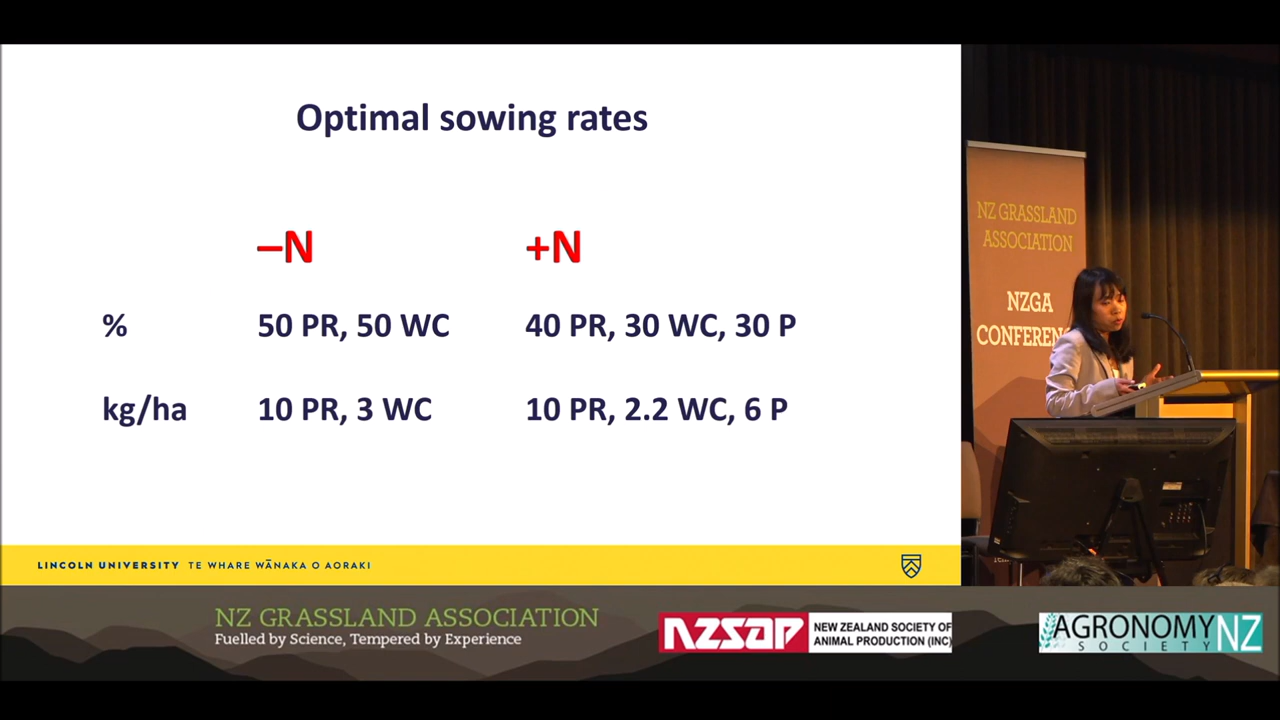 Optimal sowing rates
–N +N
% 50 PR, 50 WC 40 PR, 30 WC, 30 P
kg/ha 10 PR, 3 WC 10 PR, 2.2 WC, 6 P
LINCOLN UNIVERSITY TE WHARE WĀNAKA O AORAKI
NZ GRASSLAND
ASSOCIATION
NZGA
CONFEREN
NZ GRASSLAND ASSOCIATION
Fuelled by Science, Tempered by Experience
NZSAP
NEW ZEALAND SOCIETY OF
ANIMAL PRODUCTION (INC)
AGRONOMY NZ
SOCIETY